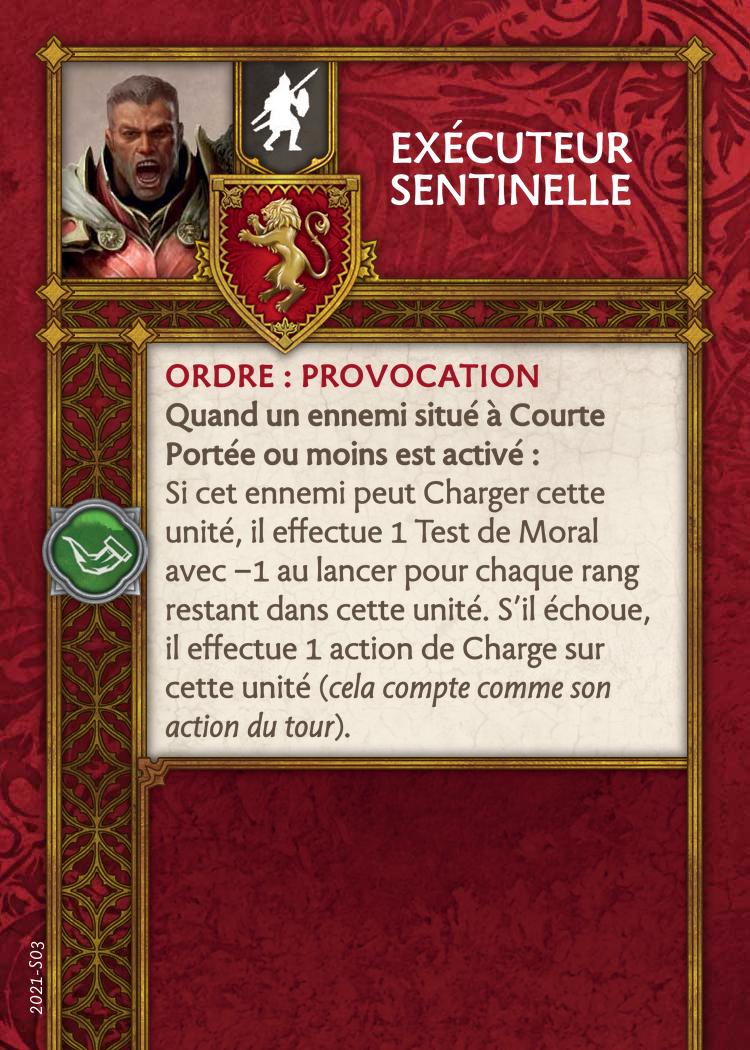 EXÉCUTEUR
SENTINELLE
ORDRE : PROVOCATION
Quand un ennemi situé à Courte
Portée ou moins est activé :
Si cet ennemi peut Charger cette
unité, il effectue 1 Test de Moral
avec −1 au lancer pour chaque rang
restant dans cette unité. S’il échoue,
il effectue 1 action de Charge sur
cette unité (cela compte comme son
action du tour).
2021-S03